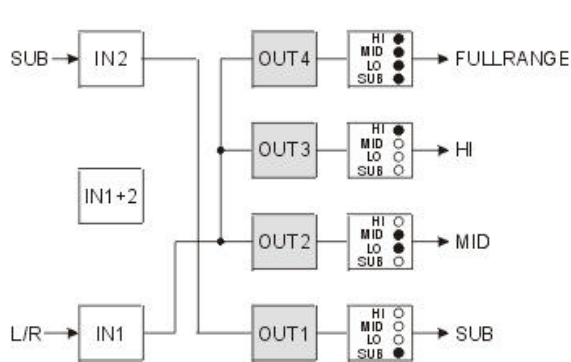 SUB IN2 OUT4 HI MID LO SUB FULLRANGE
OUT3 HI MID LO SUB HI
IN1+2
OUT2 HI MID LO SUB MID
L/R IN1 OUT1 HI MID LO SUB SUB